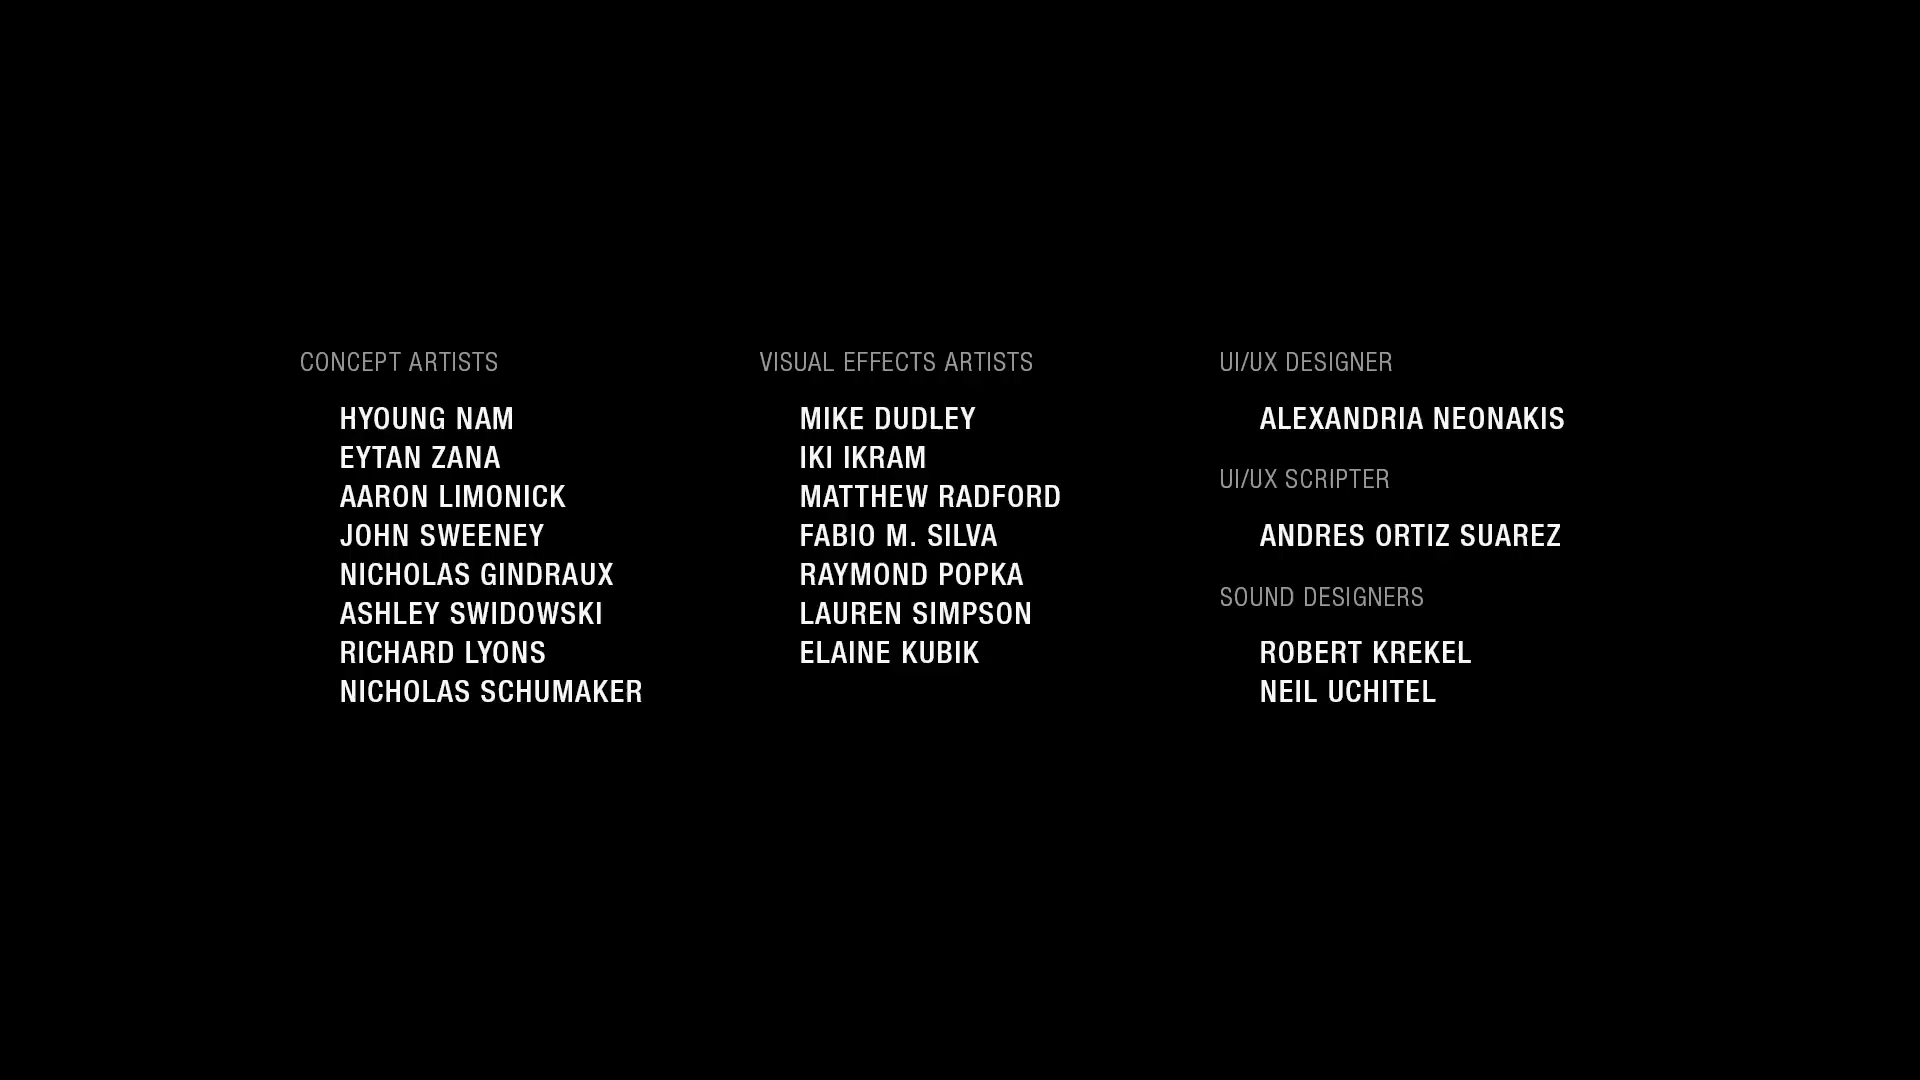 CONCEPT ARTISTS
HYOUNG NAM
EYTAN ZANA
AARON LIMONICK
JOHN SWEENEY
NICHOLAS GINDRAUX
ASHLEY SWIDOWSKI
RICHARD LYONS
NICHOLAS SCHUMAKER
VISUAL EFFECTS ARTISTS
MIKE DUDLEY
IKI IKRAM
MATTHEW RADFORD
FABIO M. SILVA
RAYMOND POPKA
LAUREN SIMPSON
ELAINE KUBIK
UI/UX DESIGNER
ALEXANDRIA NEONAKIS
UI/UX SCRIPTER
ANDRES ORTIZ SUAREZ
SOUND DESIGNERS
ROBERT KREKEL
NEIL UCHITEL